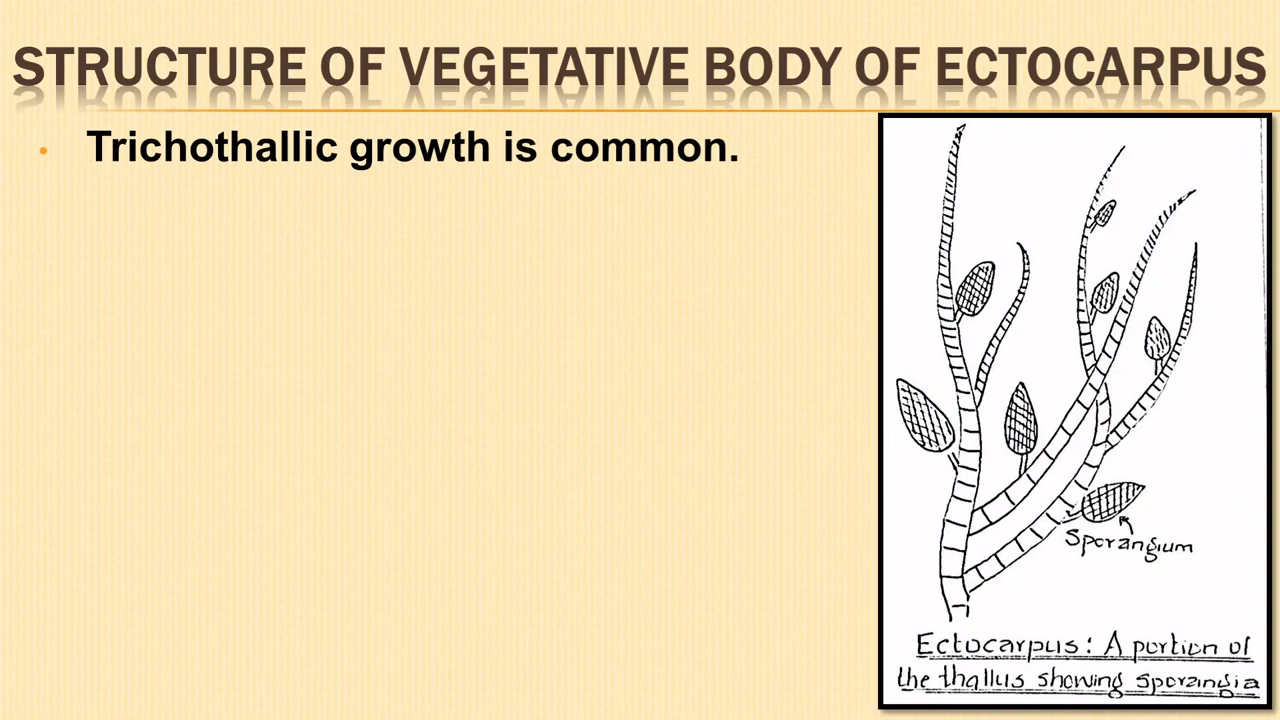 STRUCTURE OF VEGETATIVE BODY OF ECTOCARPUS
• Trichothallic growth is common.
Sporangium
Ectocarpus: A portion of
the thallus showing sporangia